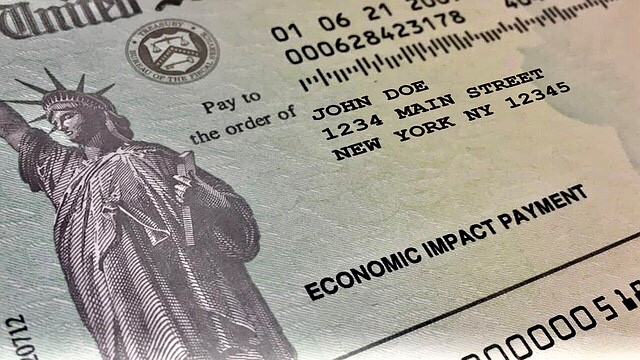 United
01 06 21
000628423178
Pay to
the order of
JOHN DOE
1234 MAIN STREET
NEW YORK NY 12345
ECONOMIC IMPACT PAYMENT
20712